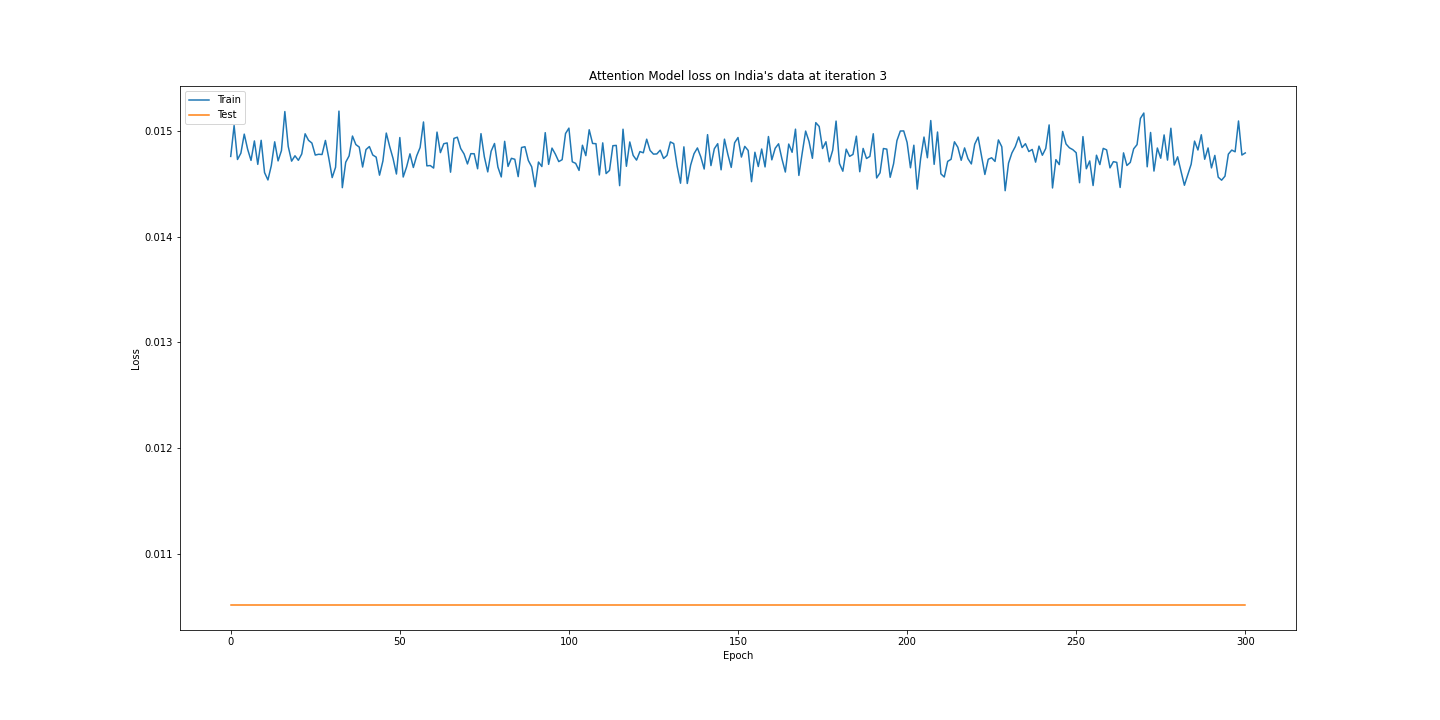 Attention Model loss on India's data at iteration 3
Train
Test
0.015
0.014
0.013
0.012
0.011
Loss
0
50
100
150
200
250
300
Epoch